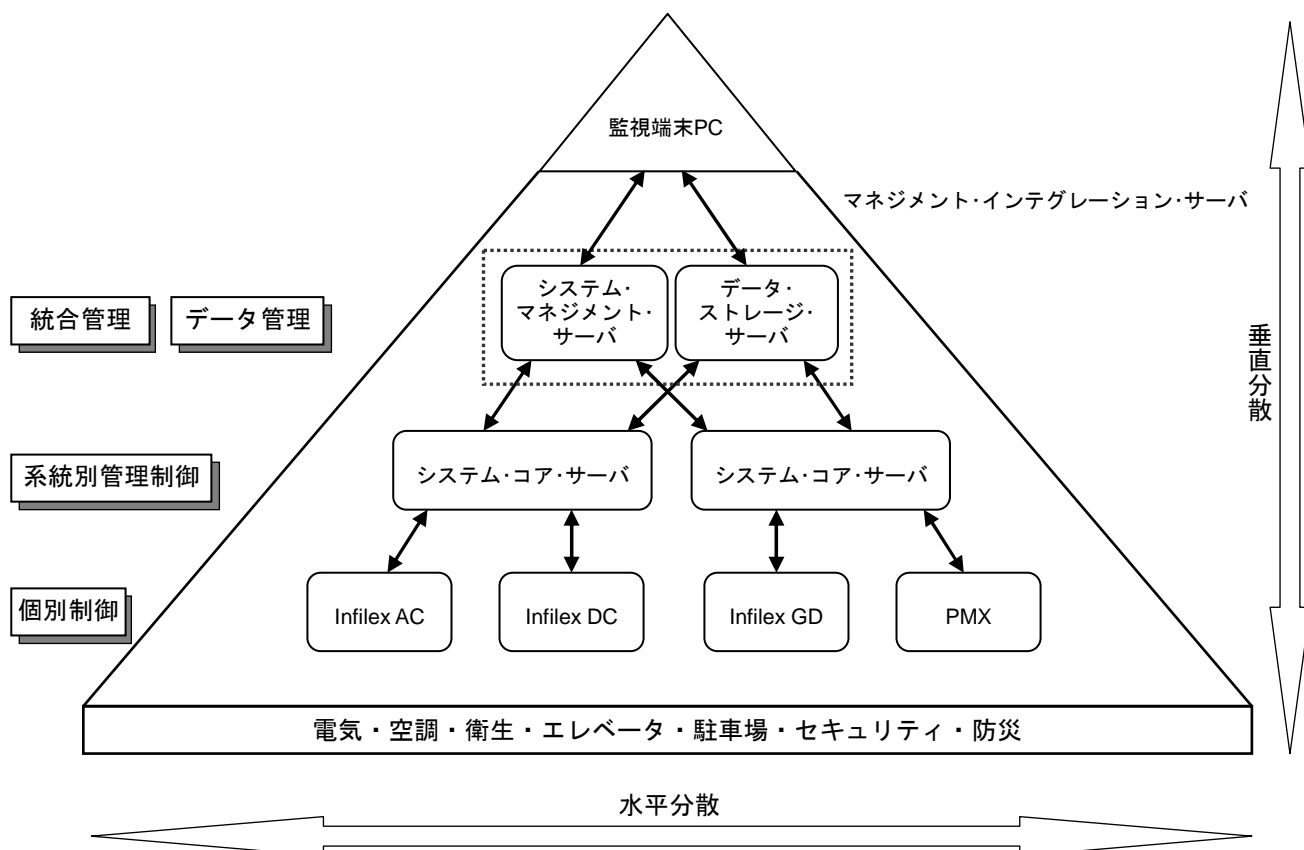 監視端末PC
マネジメント･インテグレーション･サーバ
統合管理
データ管理
システム･
マネジメント･
サーバ
データ･
ストレージ･
サーバ
垂直分散
系統別管理制御
システム･コア･サーバ
システム･コア･サーバ
個別制御
Infilex AC
Infilex DC
Infilex GD
PMX
電気・空調・衛生・エレベータ・駐車場・セキュリティ・防災
水平分散